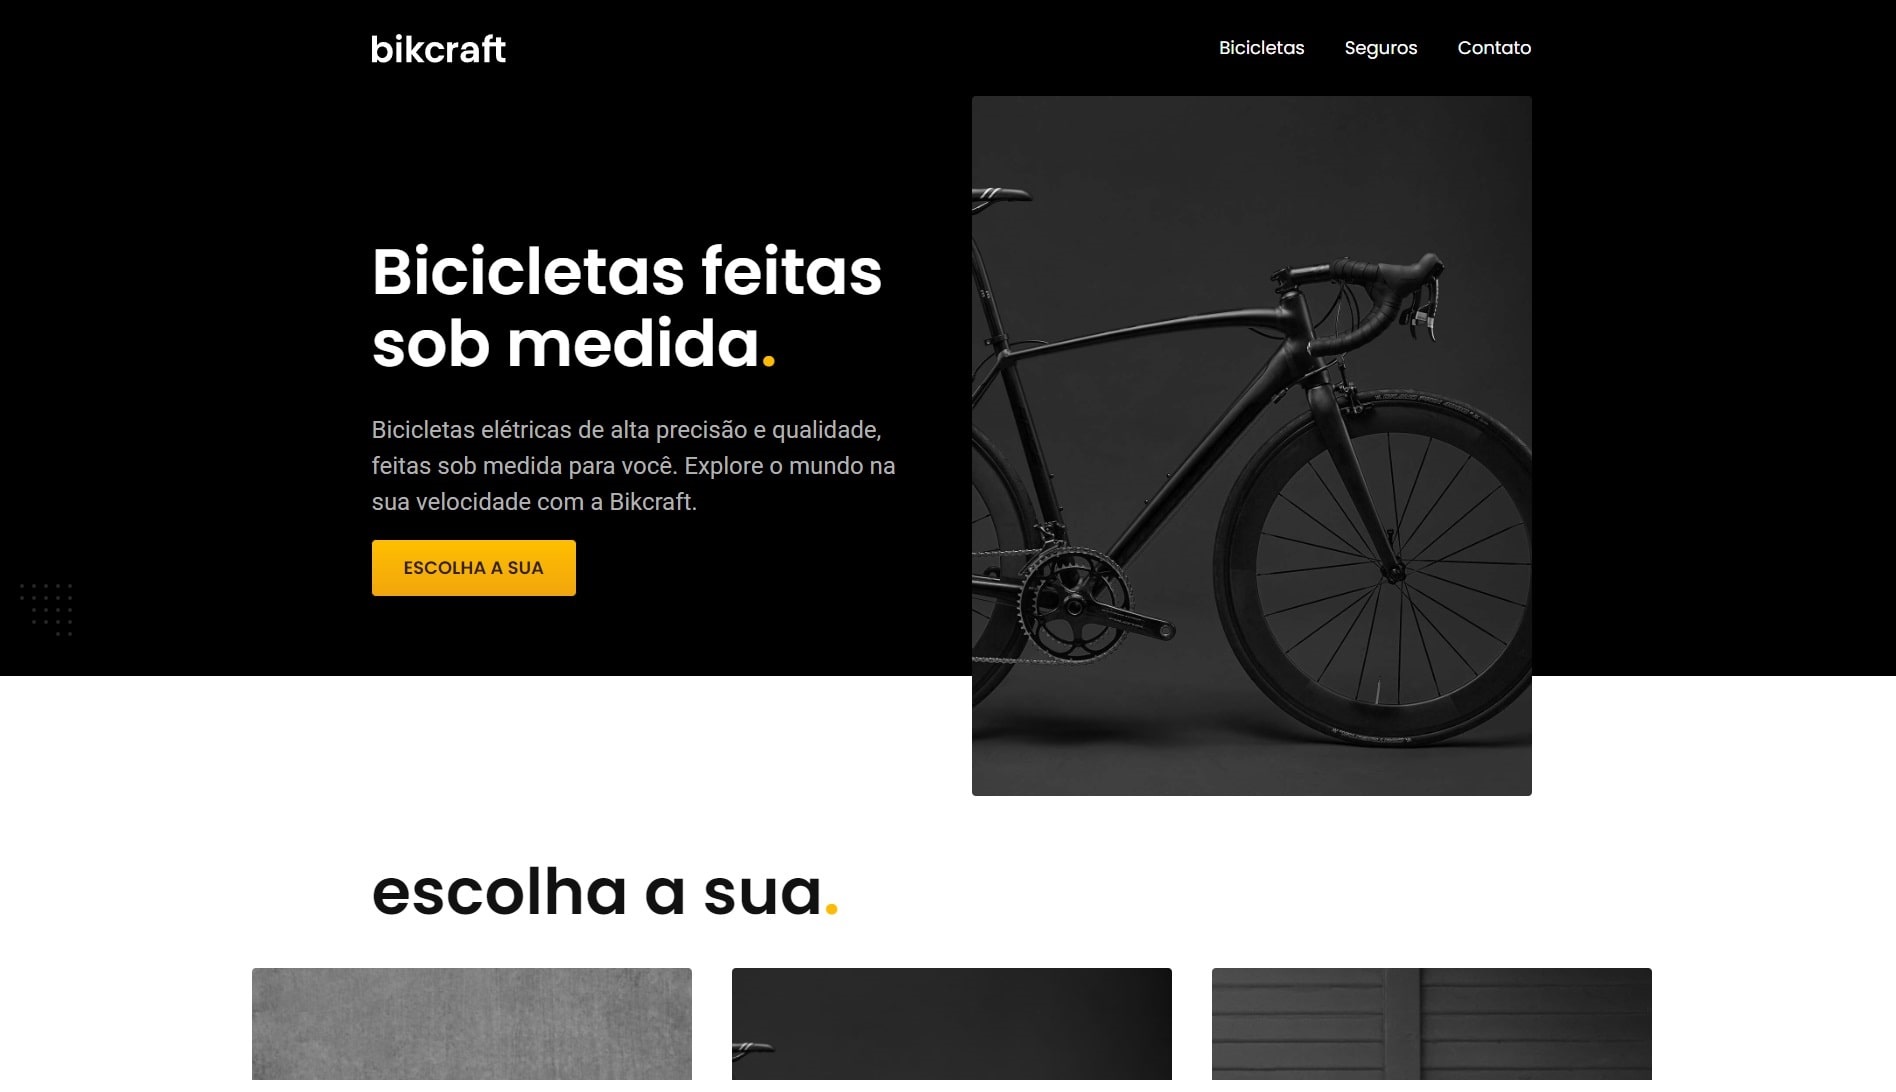 bikcraft
Bicicletas Seguros Contato
Bicicletas feitas
sob medida.
Bicicletas elétricas de alta precisão e qualidade,
feitas sob medida para você. Explore o mundo na
sua velocidade com a Bikcraft.
ESCOLHA A SUA
escolha a sua.